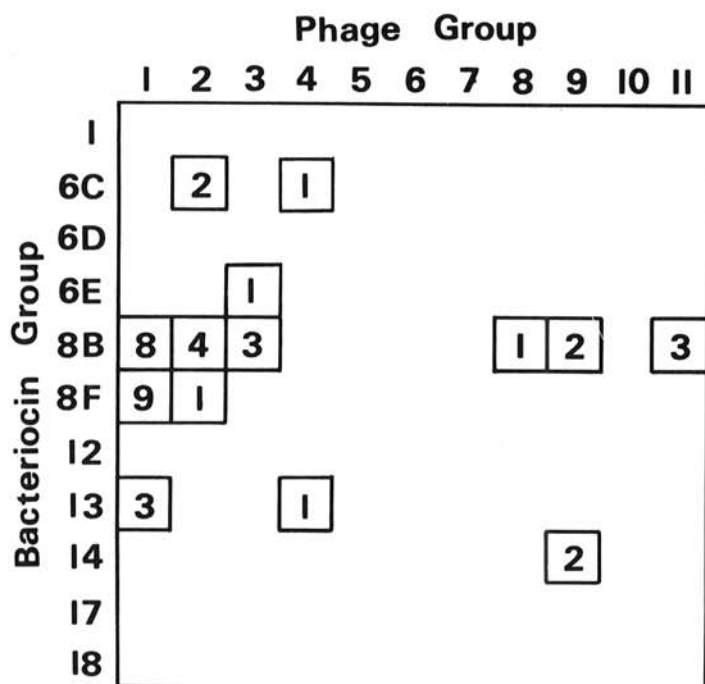 Phage Group
1 2 3 4 5 6 7 8 9 10 11
Bacteriocin Group
1
6C 2 1
6D
6E 1
8B 8 4 3 1 2 3
8F 9 1
12
13 3 1
14 2
17
18